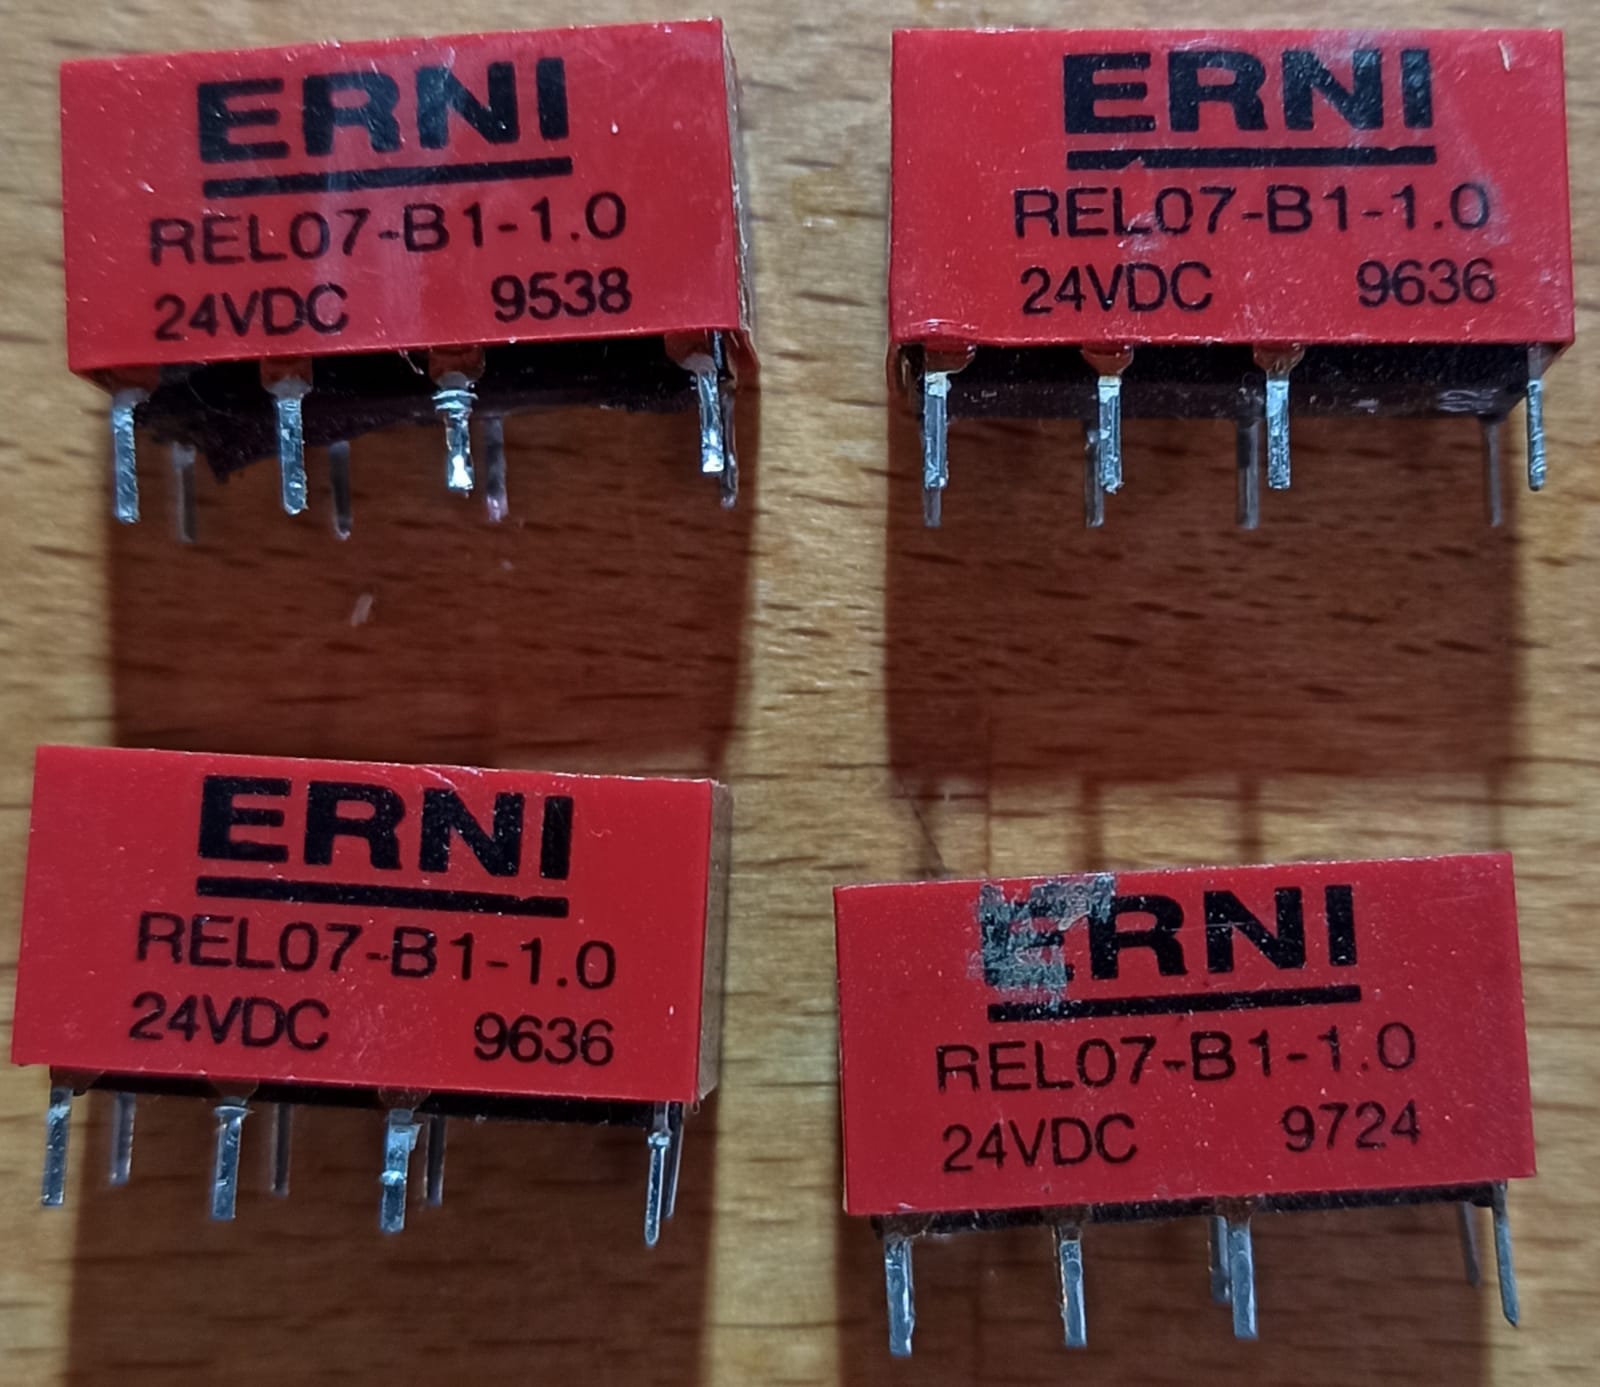 ERNI
REL07-B1-1.0
24VDC 9538
ERNI
REL07-B1-1.0
24VDC 9636
ERNI
REL07-B1-1.0
24VDC 9636
ERNI
REL07-B1-1.0
24VDC 9724